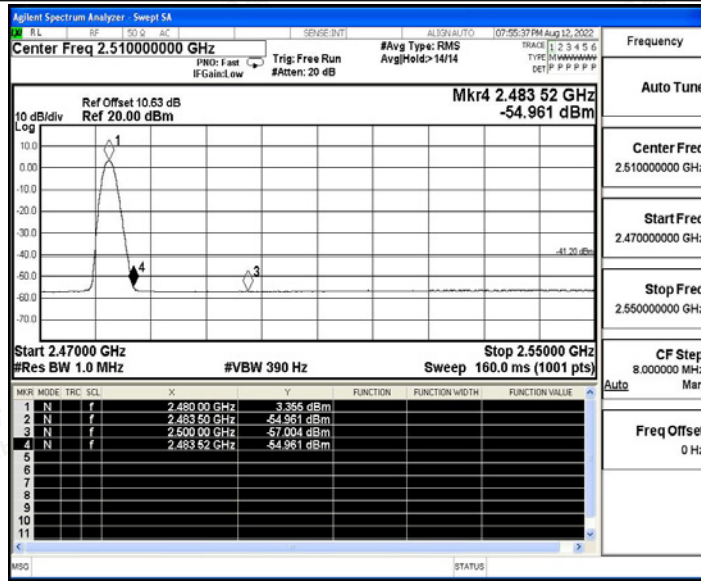 Agilent Spectrum Analyzer - Swept SA
RL RF 50 Ω AC SENSE:INT ALIGN AUTO 07:55:37 PM Aug 12, 2022
Center Freq 2.510000000 GHz
PNO: Fast
IFGain:Low
Trig: Free Run
#Atten: 20 dB
#Avg Type: RMS
Avg|Hold:> 14/14
TRACE 1 2 3 4 5 6
TYPE M WWWWW
DET P P P P P P
Ref Offset 10.63 dB
10 dB/div Ref 20.00 dBm
Log
Mkr4 2.483 52 GHz
-54.961 dBm
10.0
0.00
-10.0
-20.0
-30.0
-40.0
-50.0
-60.0
-70.0
1
4
3
-41.20 dBm
Start 2.47000 GHz Stop 2.55000 GHz
#Res BW 1.0 MHz #VBW 390 Hz Sweep 160.0 ms (1001 pts)
MKR MODE TRC SCL X Y FUNCTION FUNCTION WIDTH FUNCTION VALUE
1 N f 2.480 00 GHz 3.355 dBm
2 N f 2.483 50 GHz -54.961 dBm
3 N f 2.500 00 GHz -57.004 dBm
4 N f 2.483 52 GHz -54.961 dBm
5
6
7
8
9
10
11
MSG STATUS
Frequency
Auto Tune
Center Freq
2.510000000 GHz
Start Freq
2.470000000 GHz
Stop Freq
2.550000000 GHz
CF Step
8.000000 MHz
Auto Man
Freq Offset
0 Hz